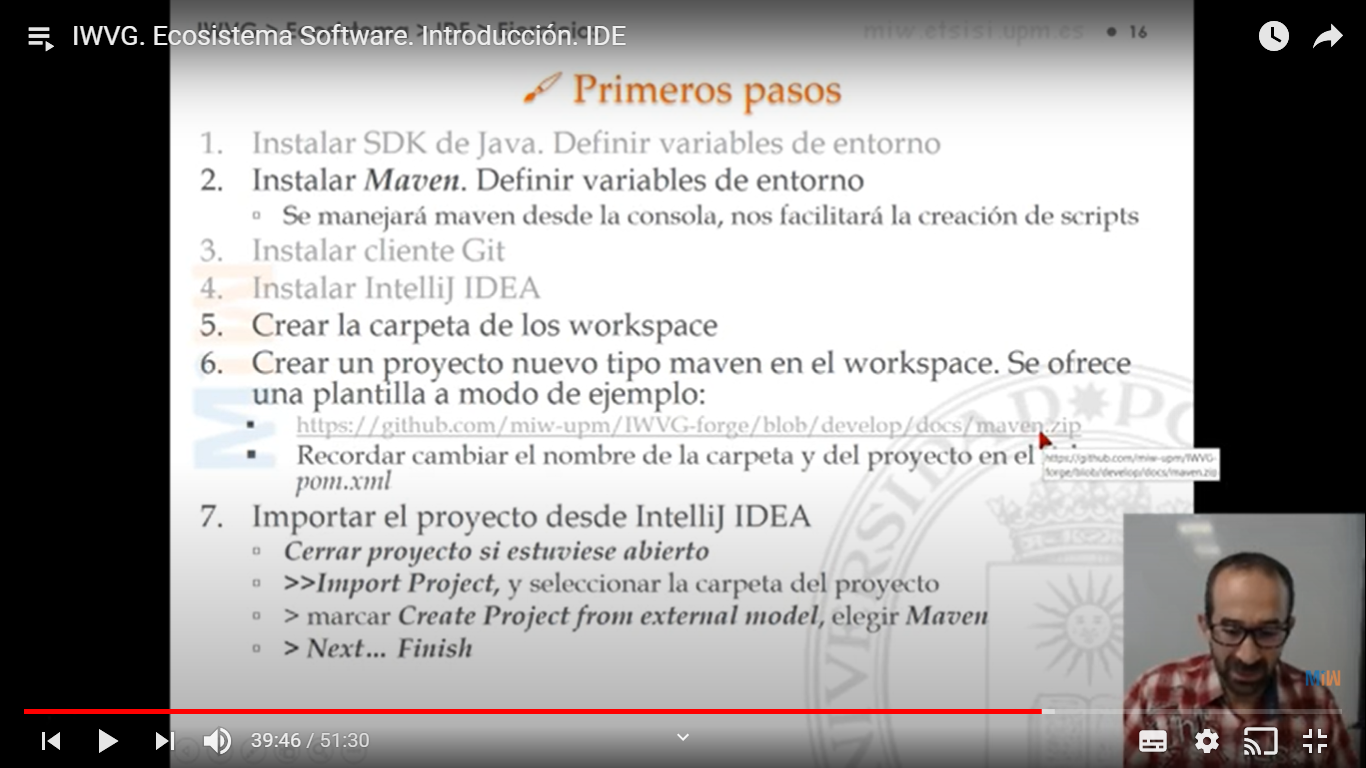 IWVG. Ecosistema Software. Introducción. IDE
miw.etsisi.upm.es ● 16
Primeros pasos
1. Instalar SDK de Java. Definir variables de entorno
2. Instalar Maven. Definir variables de entorno
Se manejará maven desde la consola, nos facilitará la creación de scripts
3. Instalar cliente Git
4. Instalar IntelliJ IDEA
5. Crear la carpeta de los workspace
6. Crear un proyecto nuevo tipo maven en el workspace. Se ofrece
una plantilla a modo de ejemplo:
https://github.com/miw-upm/IWVG-forge/blob/develop/docs/maven.zip
Recordar cambiar el nombre de la carpeta y del proyecto en el
https://github.com/miw-upm/IWVG-
forge/blob/develop/docs/maven.zip
pom.xml
7. Importar el proyecto desde IntelliJ IDEA
Cerrar proyecto si estuviese abierto
>>Import Project, y seleccionar la carpeta del proyecto
> marcar Create Project from external model, elegir Maven
> Next... Finish
MiW
MiW
39:46 / 51:30